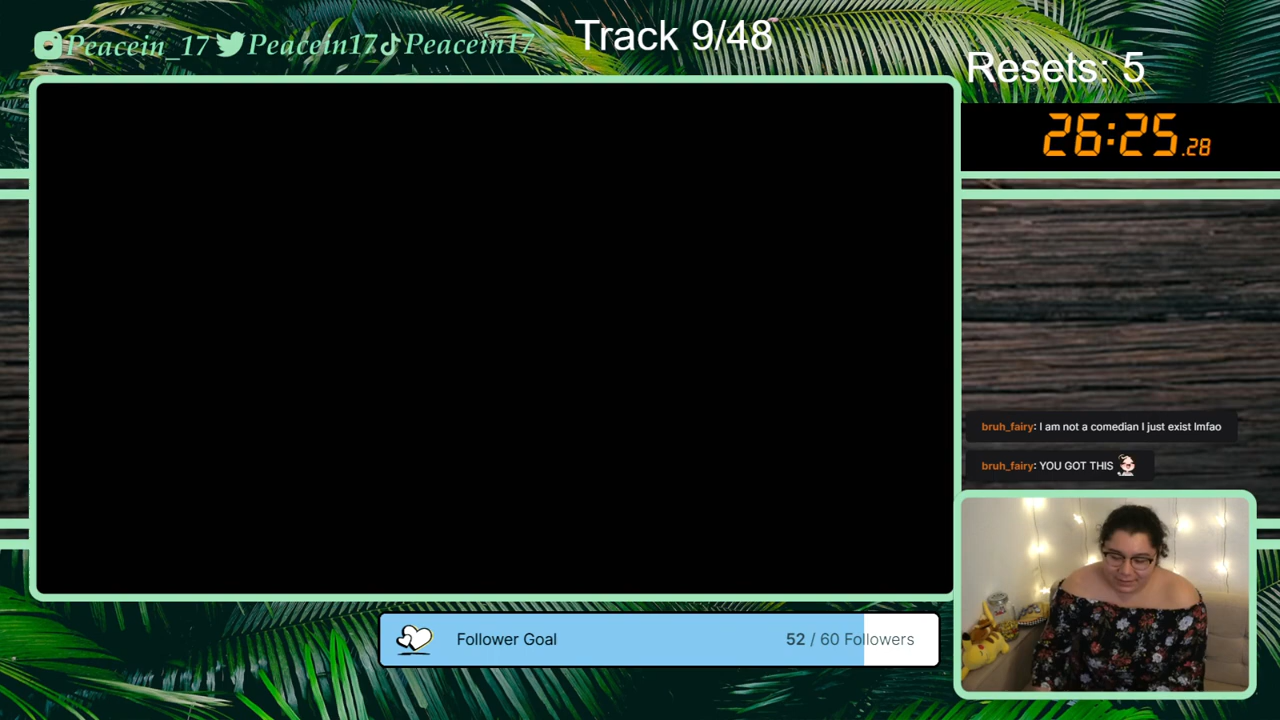 Peacein_17 Peacein17 Peacein17
Track 9/48
Resets: 5
26:25.28
bruh_fairy: I am not a comedian I just exist lmfao
bruh_fairy: YOU GOT THIS
Follower Goal 52 / 60 Followers